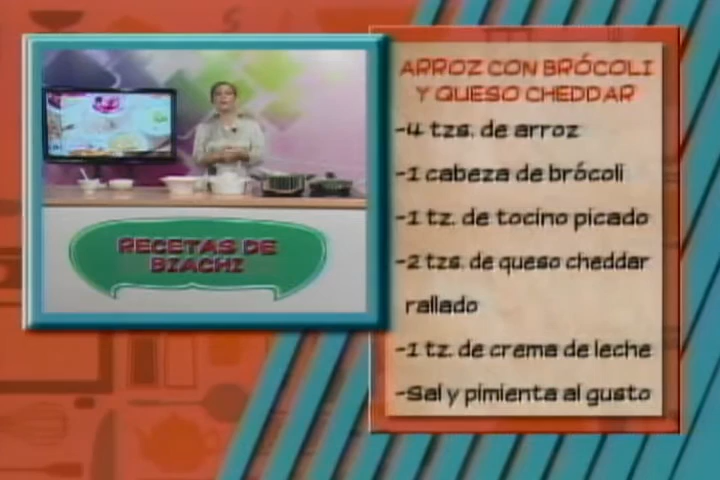 RECETAS DE
BIACHI
ARROZ CON BRÓCOLI
Y QUESO CHEDDAR
-4 tzs. de arroz
-1 cabeza de brócoli
-1 tz. de tocino picado
-2 tzs. de queso cheddar
rallado
-1 tz. de crema de leche
-Sal y pimienta al gusto